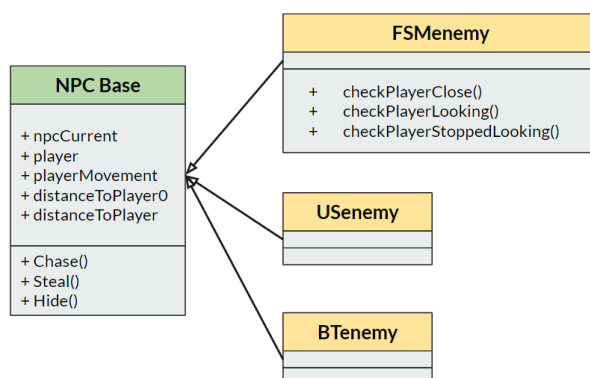 NPC Base
+ npcCurrent
+ player
+ playerMovement
+ distanceToPlayer0
+ distanceToPlayer
+ Chase()
+ Steal()
+ Hide()
FSMenemy
+ checkPlayerClose()
+ checkPlayerLooking()
+ checkPlayerStoppedLooking()
USenemy
BTenemy